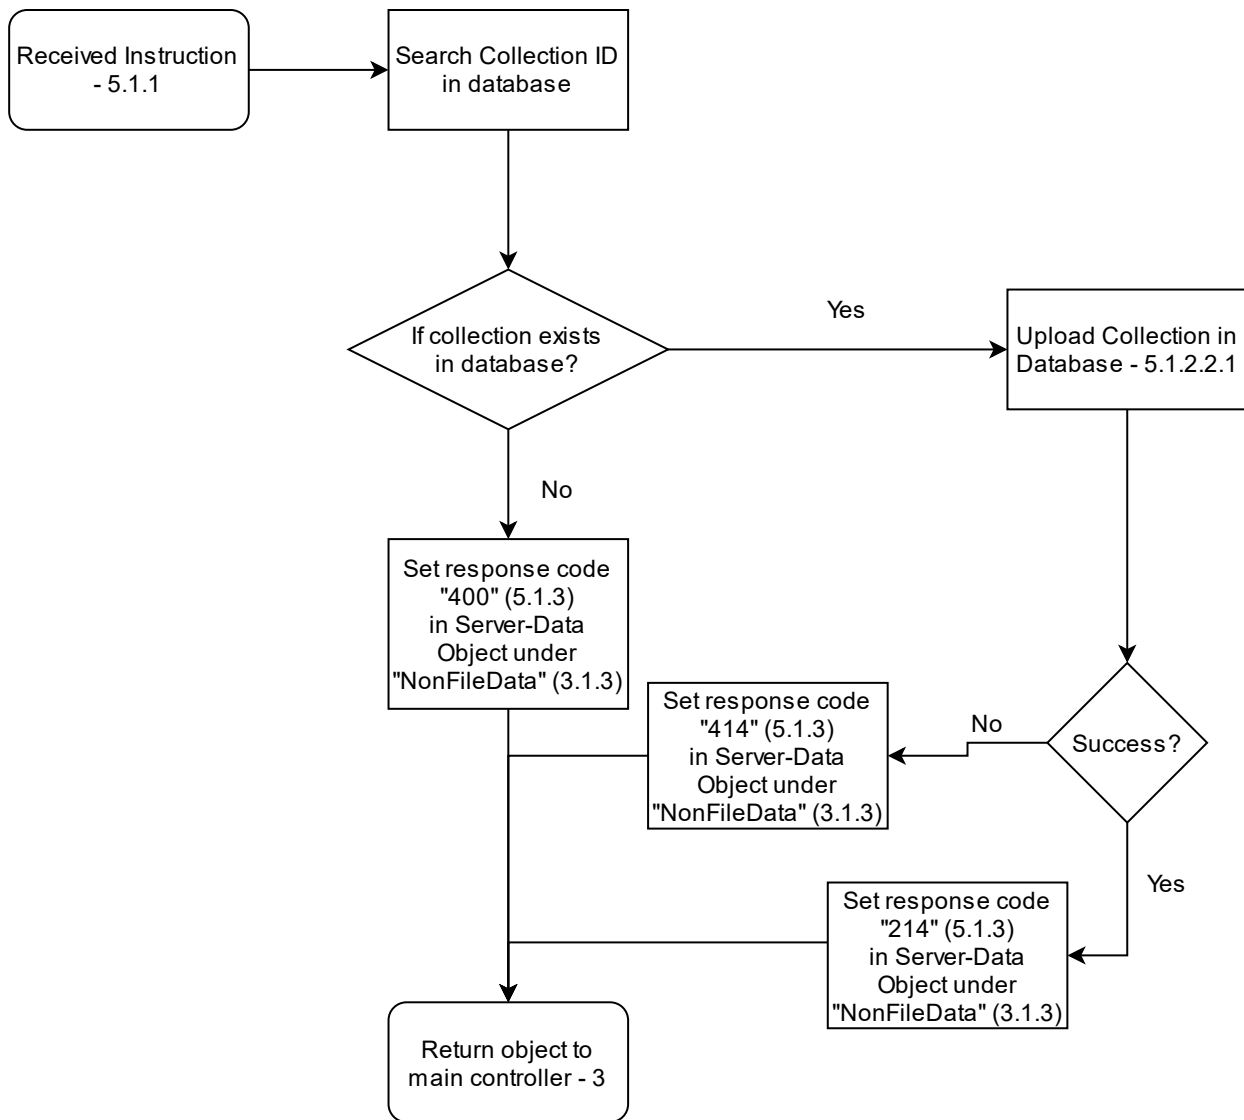 Received Instruction
- 5.1.1
Search Collection ID
in database
If collection exists
in database?
Yes
Upload Collection in
Database - 5.1.2.2.1
No
Set response code
"400" (5.1.3)
in Server-Data
Object under
"NonFileData" (3.1.3)
Set response code
"414" (5.1.3)
in Server-Data
Object under
"NonFileData" (3.1.3)
No
Success?
Yes
Set response code
"214" (5.1.3)
in Server-Data
Object under
"NonFileData" (3.1.3)
Return object to
main controller - 3